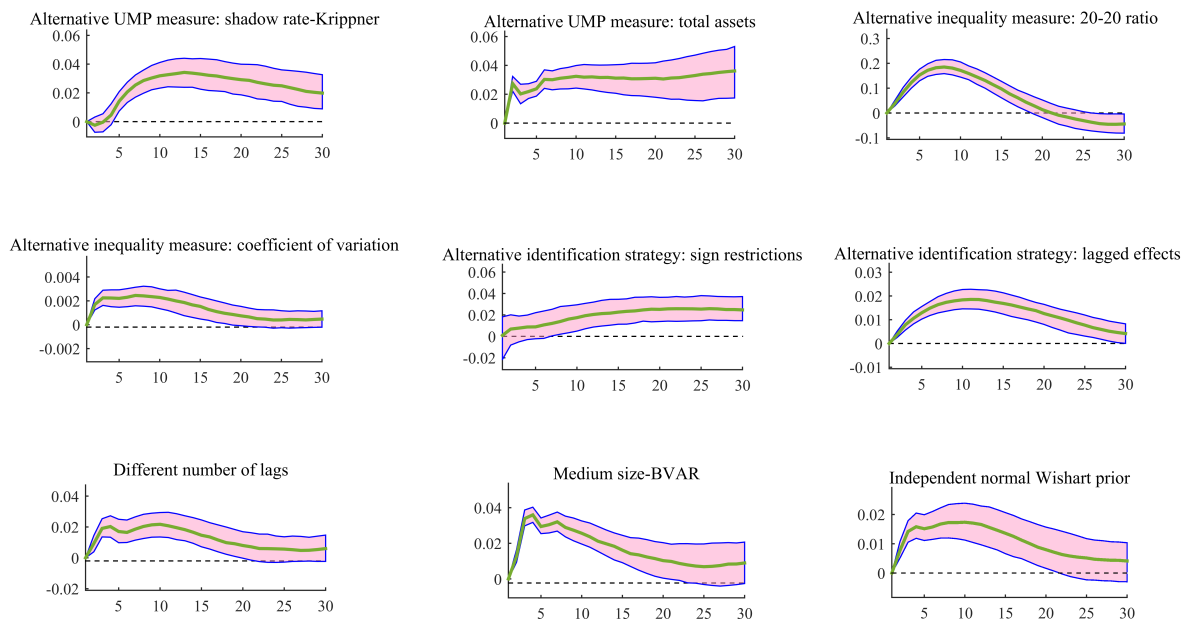 Alternative UMP measure: shadow rate-Krippner
0.06
0.04
0.02
0
5 10 15 20 25 30
Alternative UMP measure: total assets
0.06
0.04
0.02
0
5 10 15 20 25 30
Alternative inequality measure: 20-20 ratio
0.3
0.2
0.1
0
-0.1
5 10 15 20 25 30
Alternative inequality measure: coefficient of variation
0.004
0.002
0
-0.002
5 10 15 20 25 30
Alternative identification strategy: sign restrictions
0.06
0.04
0.02
0
-0.02
5 10 15 20 25 30
Alternative identification strategy: lagged effects
0.03
0.02
0.01
0
-0.01
5 10 15 20 25 30
Different number of lags
0.04
0.02
0
-0.02
5 10 15 20 25 30
Medium size-BVAR
0.04
0.02
0
5 10 15 20 25 30
Independent normal Wishart prior
0.02
0.01
0
5 10 15 20 25 30